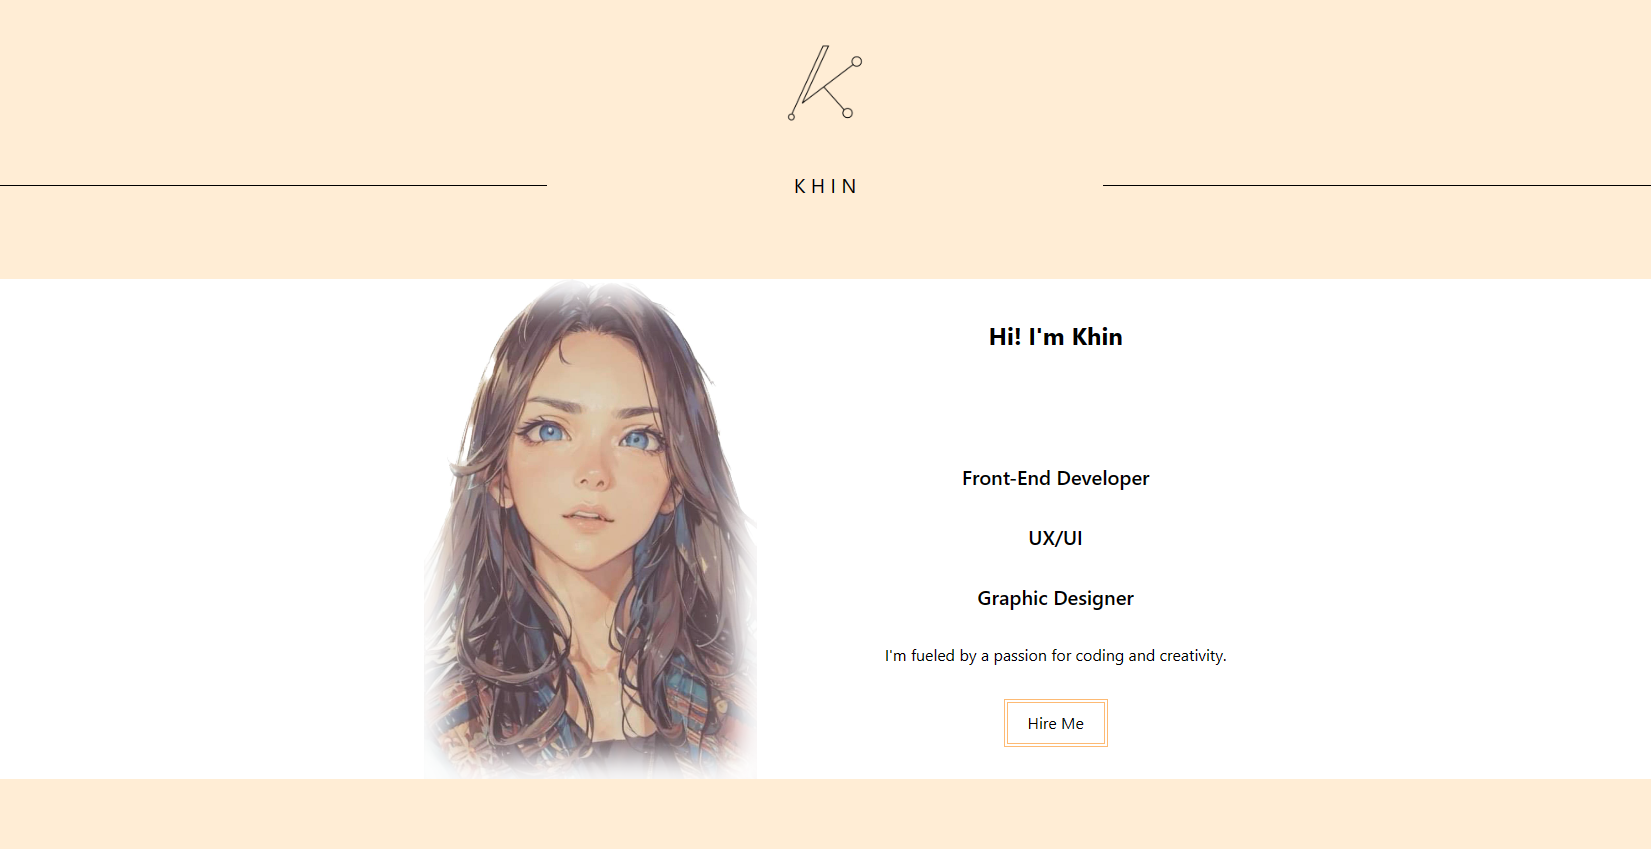 KHIN
Hi! I'm Khin
Front-End Developer
UX/UI
Graphic Designer
I'm fueled by a passion for coding and creativity.
Hire Me